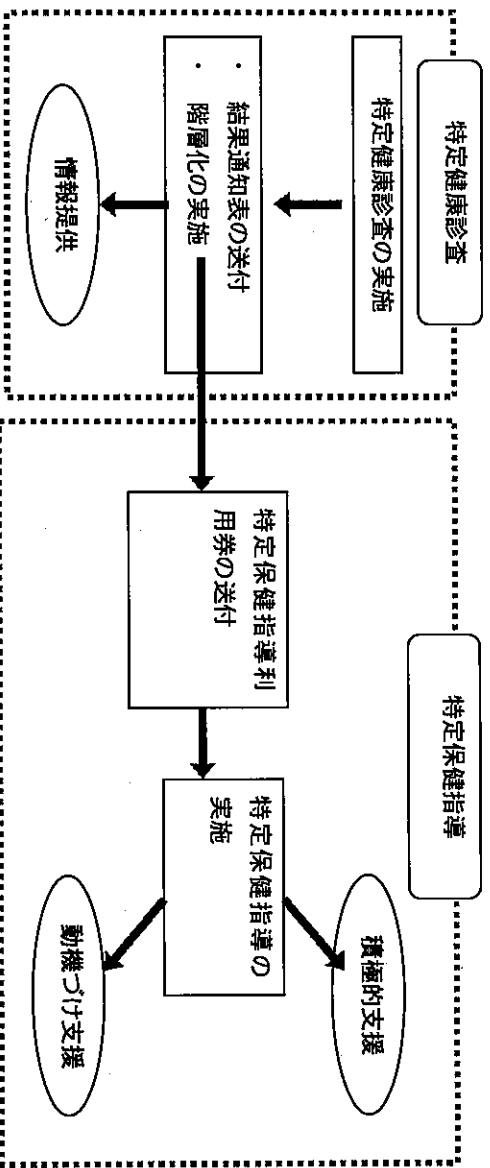 特定健康診査
特定健康診査の実施
・ 結果通知表の送付
・ 階層化の実施
情報提供
特定保健指導
特定保健指導利
用券の送付
特定保健指導の
実施
積極的支援
動機づけ支援